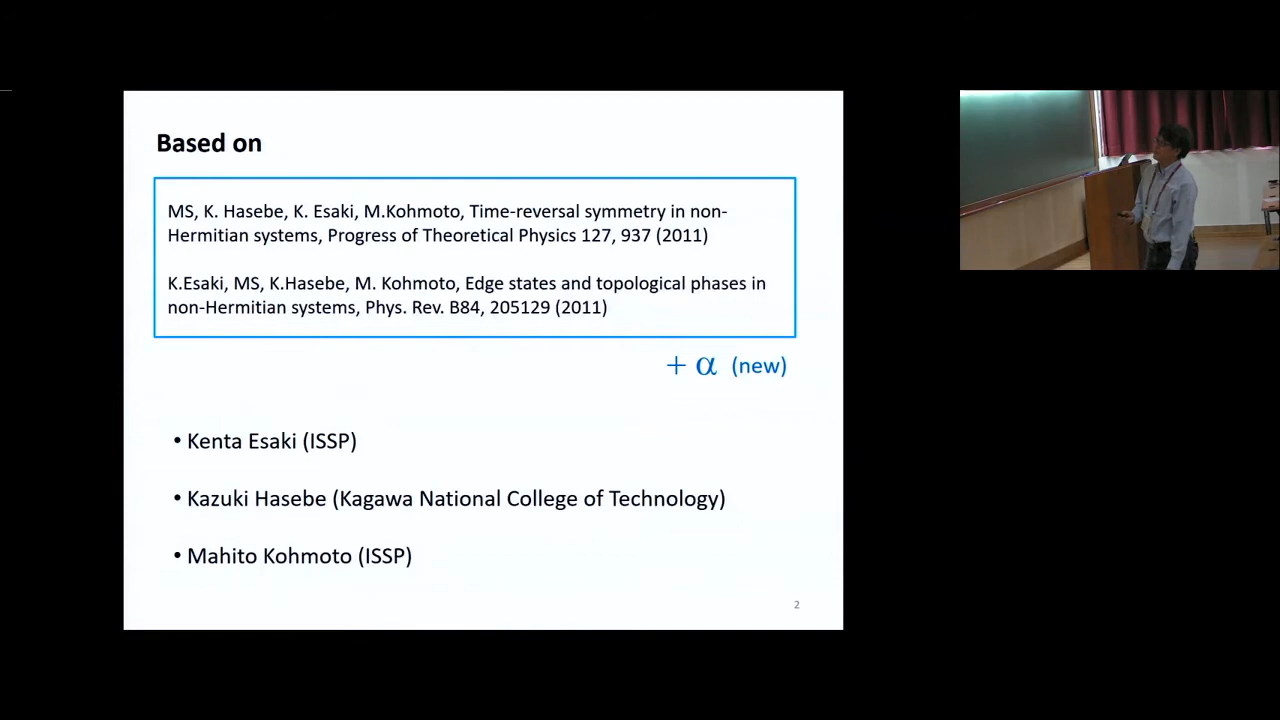 Based on
MS, K. Hasebe, K. Esaki, M.Kohmoto, Time-reversal symmetry in non-
Hermitian systems, Progress of Theoretical Physics 127, 937 (2011)
K.Esaki, MS, K.Hasebe, M. Kohmoto, Edge states and topological phases in
non-Hermitian systems, Phys. Rev. B84, 205129 (2011)
+ α (new)
• Kenta Esaki (ISSP)
• Kazuki Hasebe (Kagawa National College of Technology)
• Mahito Kohmoto (ISSP)
2